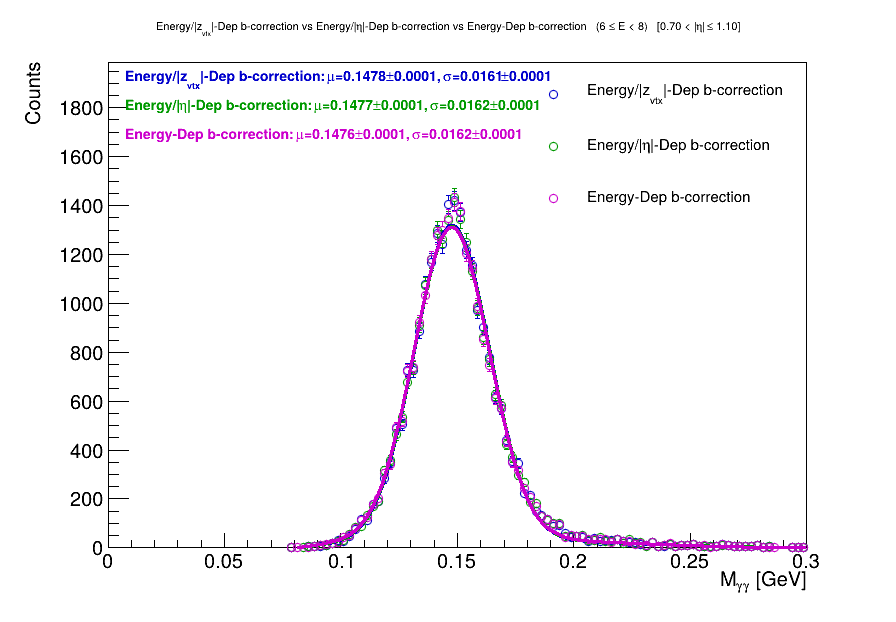 Energy/|z_vtx|-Dep b-correction vs Energy/|η|-Dep b-correction vs Energy-Dep b-correction (6 ≤ E < 8) [0.70 < |η| ≤ 1.10]
Energy/|z_vtx|-Dep b-correction: μ=0.1478±0.0001, σ=0.0161±0.0001
Energy/|η|-Dep b-correction: μ=0.1477±0.0001, σ=0.0162±0.0001
Energy-Dep b-correction: μ=0.1476±0.0001, σ=0.0162±0.0001
Energy/|z_vtx|-Dep b-correction
Energy/|η|-Dep b-correction
Energy-Dep b-correction
Counts
1800
1600
1400
1200
1000
800
600
400
200
0
0 0.05 0.1 0.15 0.2 0.25 0.3
M_γγ [GeV]